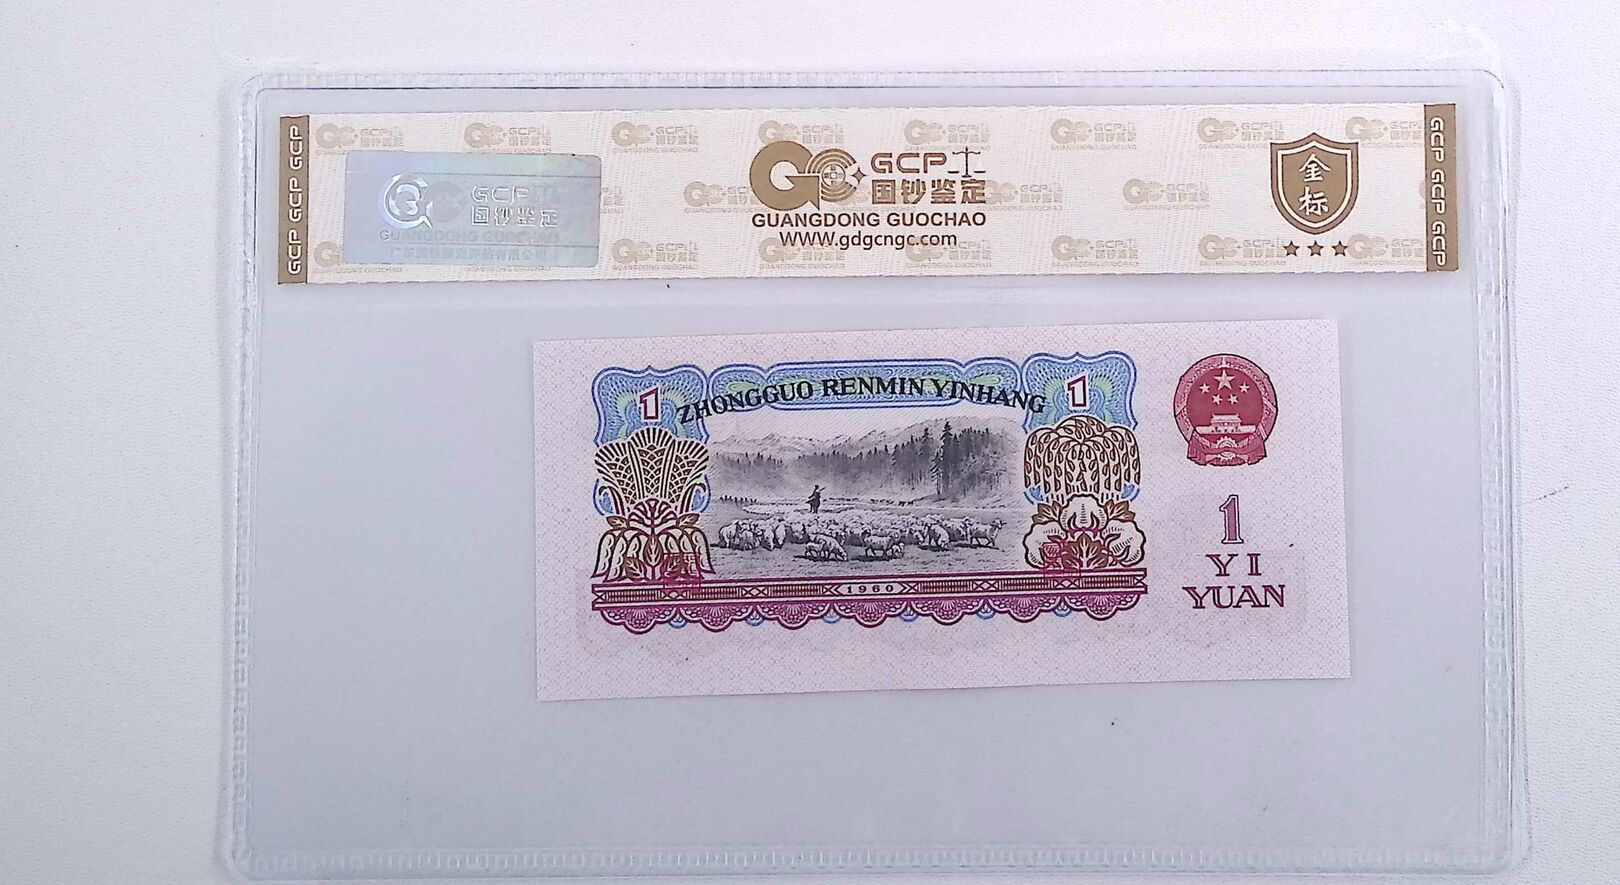 GCP GCP GCP
GCP
国钞鉴定
GUANGDONG GUOCHAO
GCP
国钞鉴定
GUANGDONG GUOCHAO
WWW.gdgcngc.com
金
标
GCP GCP GCP
ZHONGGUO RENMIN YINHANG
1
1
1960
1
YI
YUAN